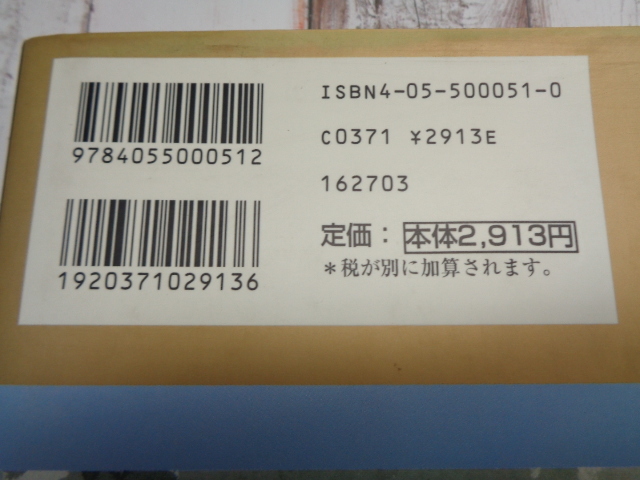 9784055000512
1920371029136
ISBN4-05-500051-0
C0371 ¥2913E
162703
定価：本体2,913円
＊税が別に加算されます。